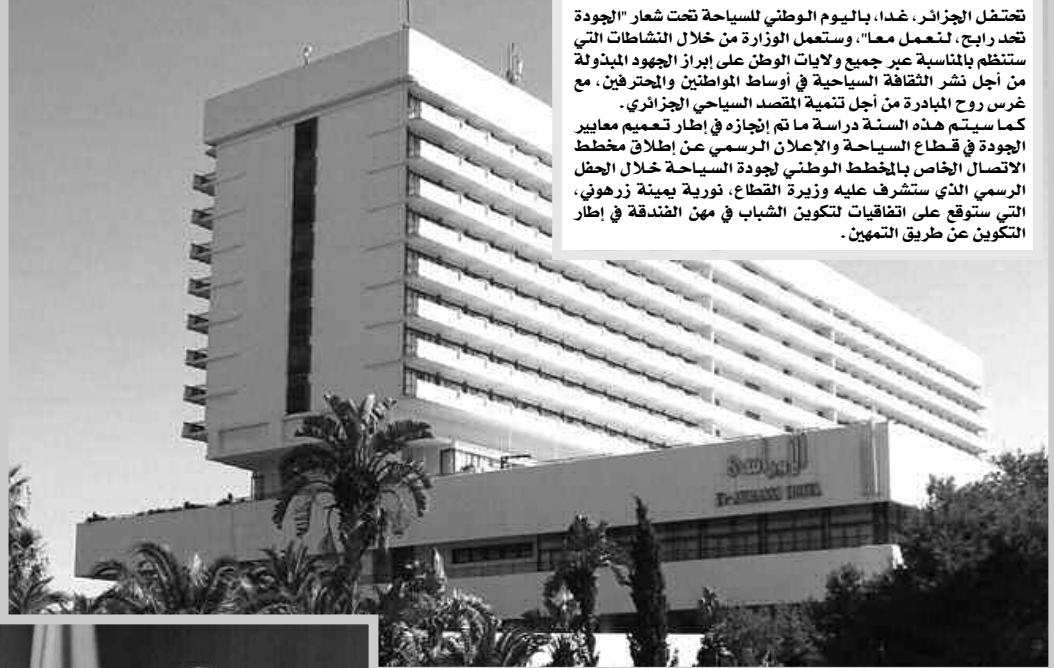 تحتفل الجزائر، غدا، باليوم الوطني للسياحة تحت شعار "الجودة
تحد رابح، لنعمل معا"، وستعمل الوزارة من خلال النشاطات التي
ستنظم بالمناسبة عبر جميع ولايات الوطن على إبراز الجهود المبذولة
من أجل نشر الثقافة السياحية في أوساط المواطنين والمحترفين، مع
غرس روح المبادرة من أجل تنمية المقصد السياحي الجزائري.
كما سيتم هذه السنة دراسة ما تم إنجازه في إطار تعميم معايير
الجودة في قطاع السياحة والإعلان الرسمي عن إطلاق مخطط
الاتصال الخاص بالمخطط الوطني لجودة السياحة خلال الحفل
الرسمي الذي ستشرف عليه وزيرة القطاع، نورية يمينة زرهوني،
التي ستوقع على اتفاقيات لتكوين الشباب في مهن الفندقة في إطار
التكوين عن طريق التمهين.
الأوراسي